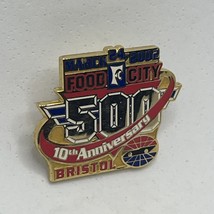 MARCH 24 2002
FOOD CITY
500
10th Anniversary
BRISTOL